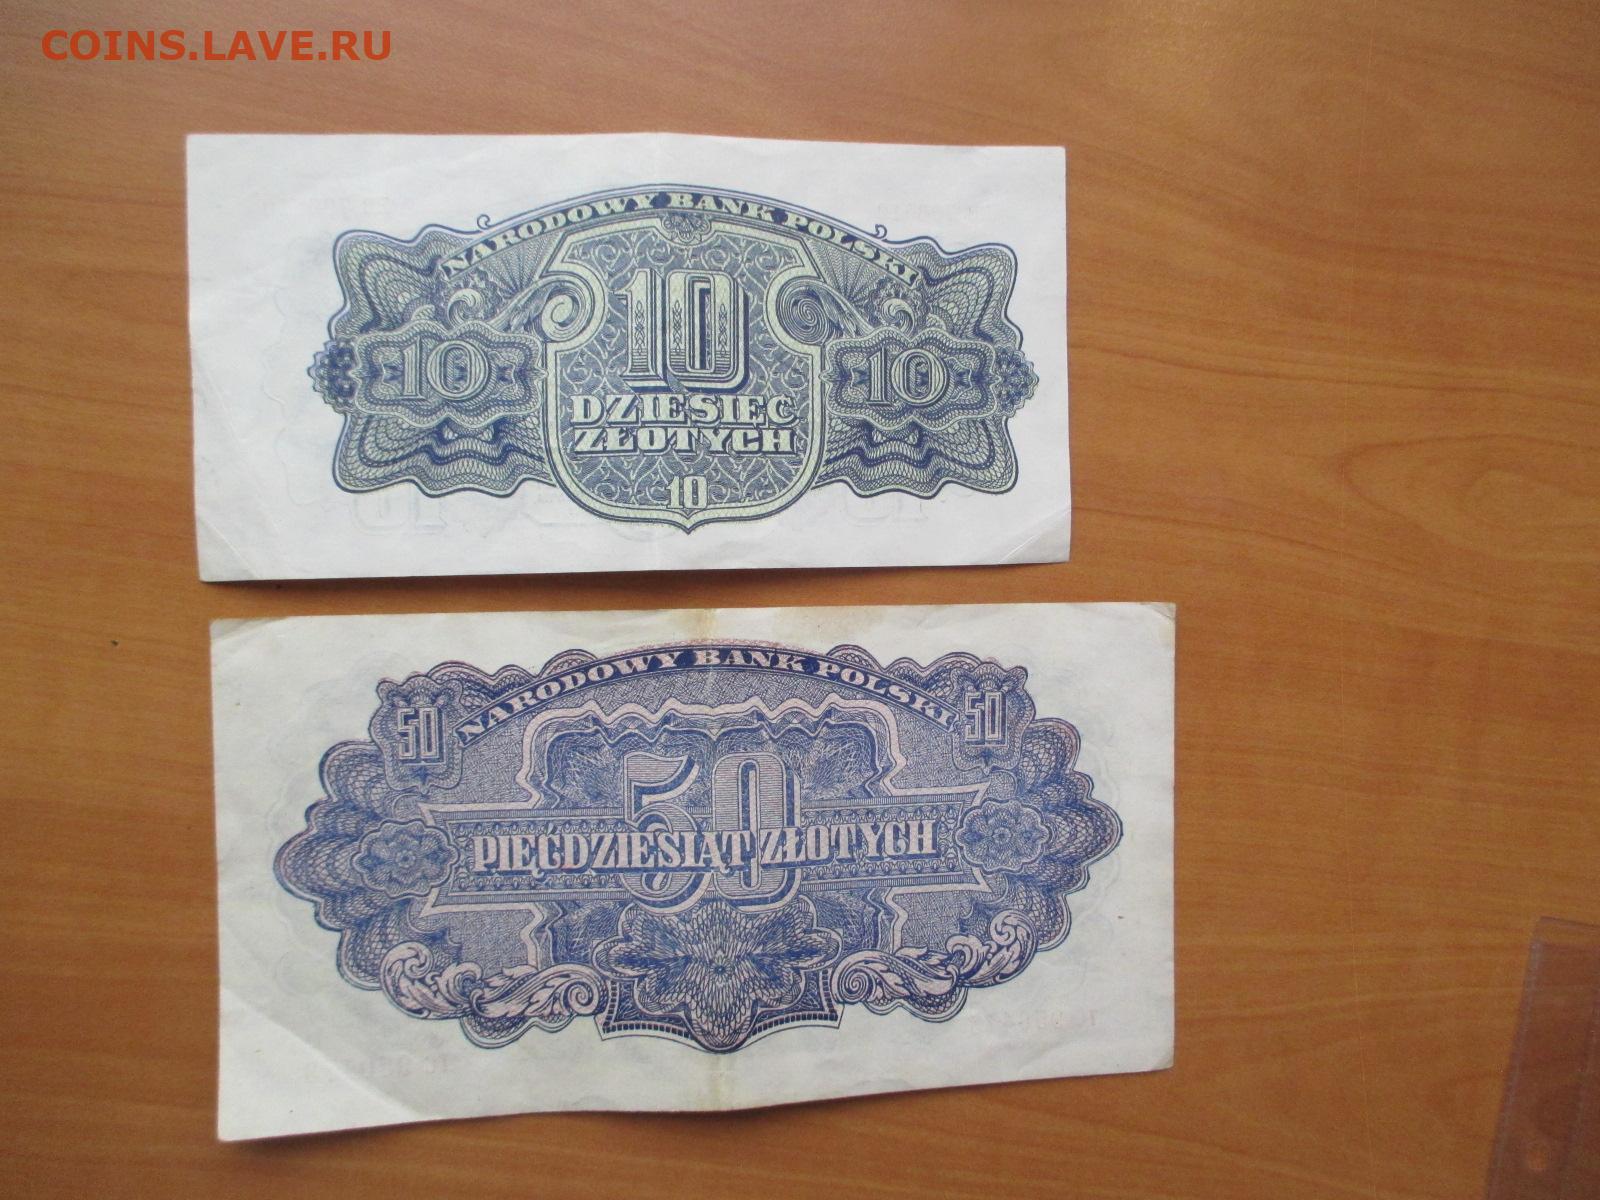 COINS.LAVE.RU
NARODOWY BANK POLSKI
10
10
10
DZIESIĘC
ZŁOTYCH
10
NARODOWY BANK POLSKI
50
50
50
PIĘĆDZIESIĄT ZŁOTYCH